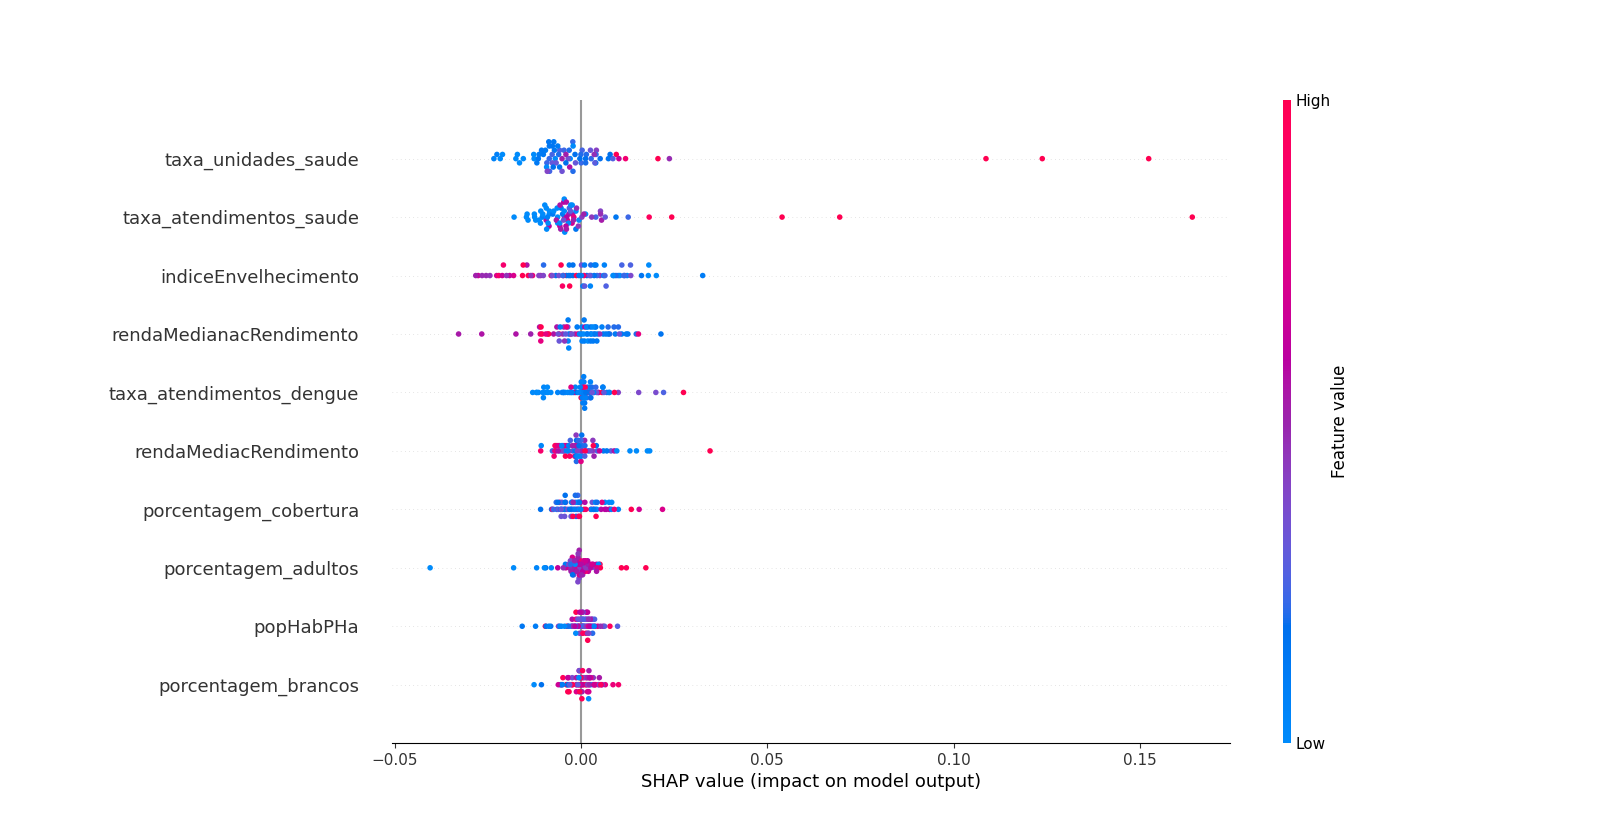 High
taxa_unidades_saude
taxa_atendimentos_saude
indiceEnvelhecimento
rendaMedianacRendimento
taxa_atendimentos_dengue
rendaMediacRendimento
porcentagem_cobertura
porcentagem_adultos
popHabPHa
porcentagem_brancos
Feature value
Low
−0.05 0.00 0.05 0.10 0.15
SHAP value (impact on model output)